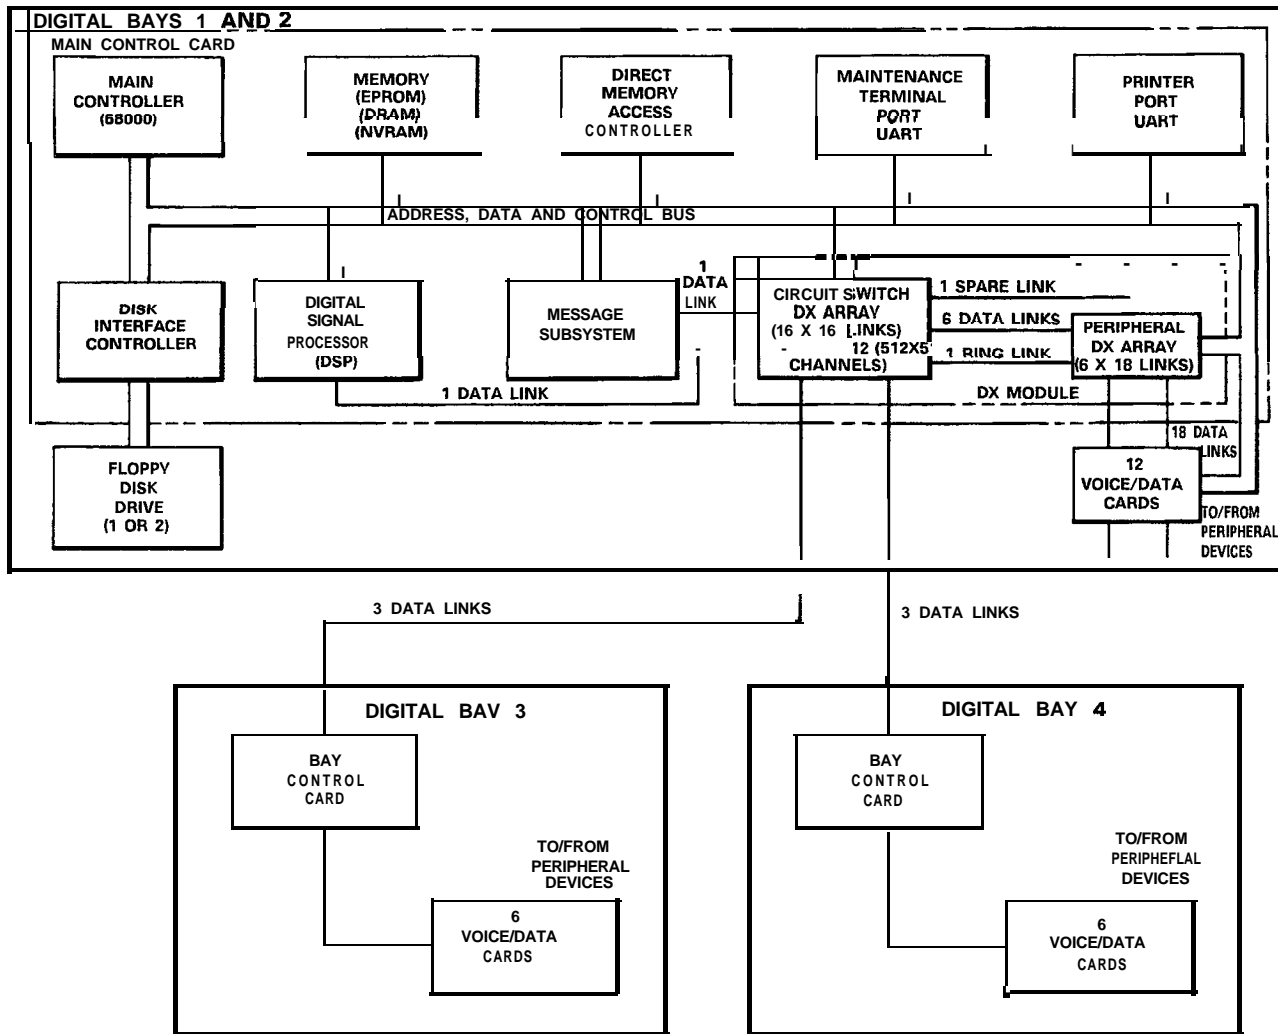 DIGITAL BAYS 1 AND 2
MAIN CONTROL CARD
MAIN
CONTROLLER
(68000)
MEMORY
(EPROM)
(DRAM)
(NVRAM)
DIRECT
MEMORY
ACCESS
CONTROLLER
MAINTENANCE
TERMINAL
PORT
UART
PRINTER
PORT
UART
ADDRESS, DATA AND CONTROL BUS
DISK
INTERFACE
CONTROLLER
DIGITAL
SIGNAL
PROCESSOR
(DSP)
MESSAGE
SUBSYSTEM
1
DATA
LINK
CIRCUIT SWITCH
DX ARRAY
(16 X 16 LINKS)
12 (512X5
CHANNELS)
1 SPARE LINK
6 DATA LINKS
1 RING LINK
PERIPHERAL
DX ARRAY
(6 X 18 LINKS)
1 DATA LINK
DX MODULE
FLOPPY
DISK
DRIVE
(1 OR 2)
18 DATA
LINKS
12
VOICE/DATA
CARDS
TO/FROM
PERIPHERAL
DEVICES
3 DATA LINKS
3 DATA LINKS
DIGITAL BAV 3
BAY
CONTROL
CARD
TO/FROM
PERIPHERAL
DEVICES
6
VOICE/DATA
CARDS
DIGITAL BAY 4
BAY
CONTROL
CARD
TO/FROM
PERIPHEFLAL
DEVICES
6
VOICE/DATA
CARDS